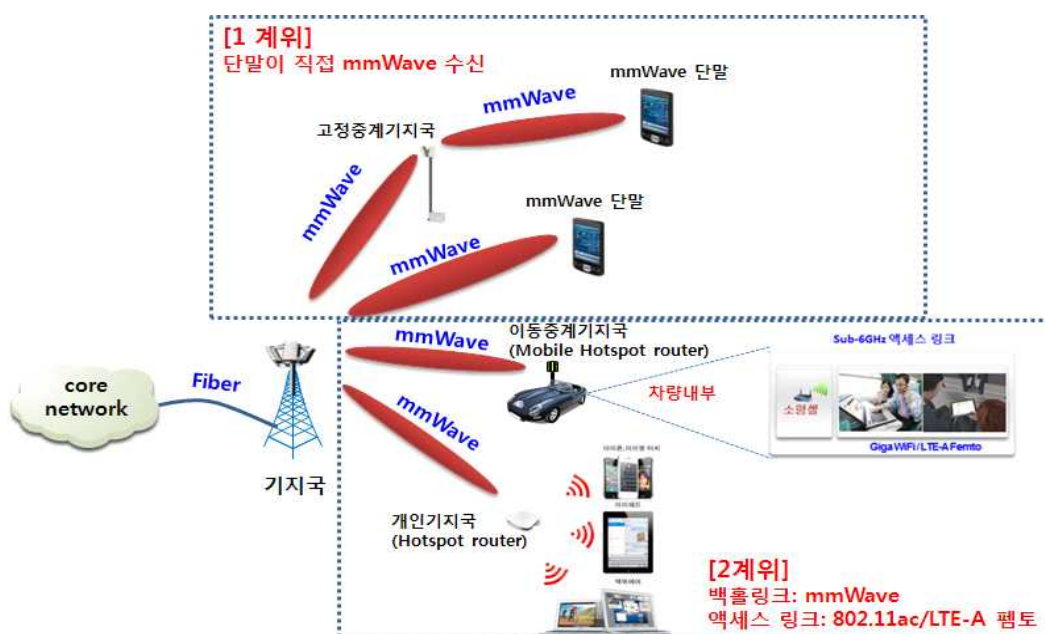 [1 계위]
단말이 직접 mmWave 수신
mmWave 단말
mmWave
고정중계기지국
mmWave
mmWave 단말
mmWave
mmWave
이동중계기지국
(Mobile Hotspot router)
Sub-6GHz 액세스 링크
core
network
Fiber
차량내부
소형셀
mmWave
Giga WiFi / LTE-A Femto
기지국
개인기지국
(Hotspot router)
[2계위]
백홀링크: mmWave
액세스 링크: 802.11ac/LTE-A 펨토